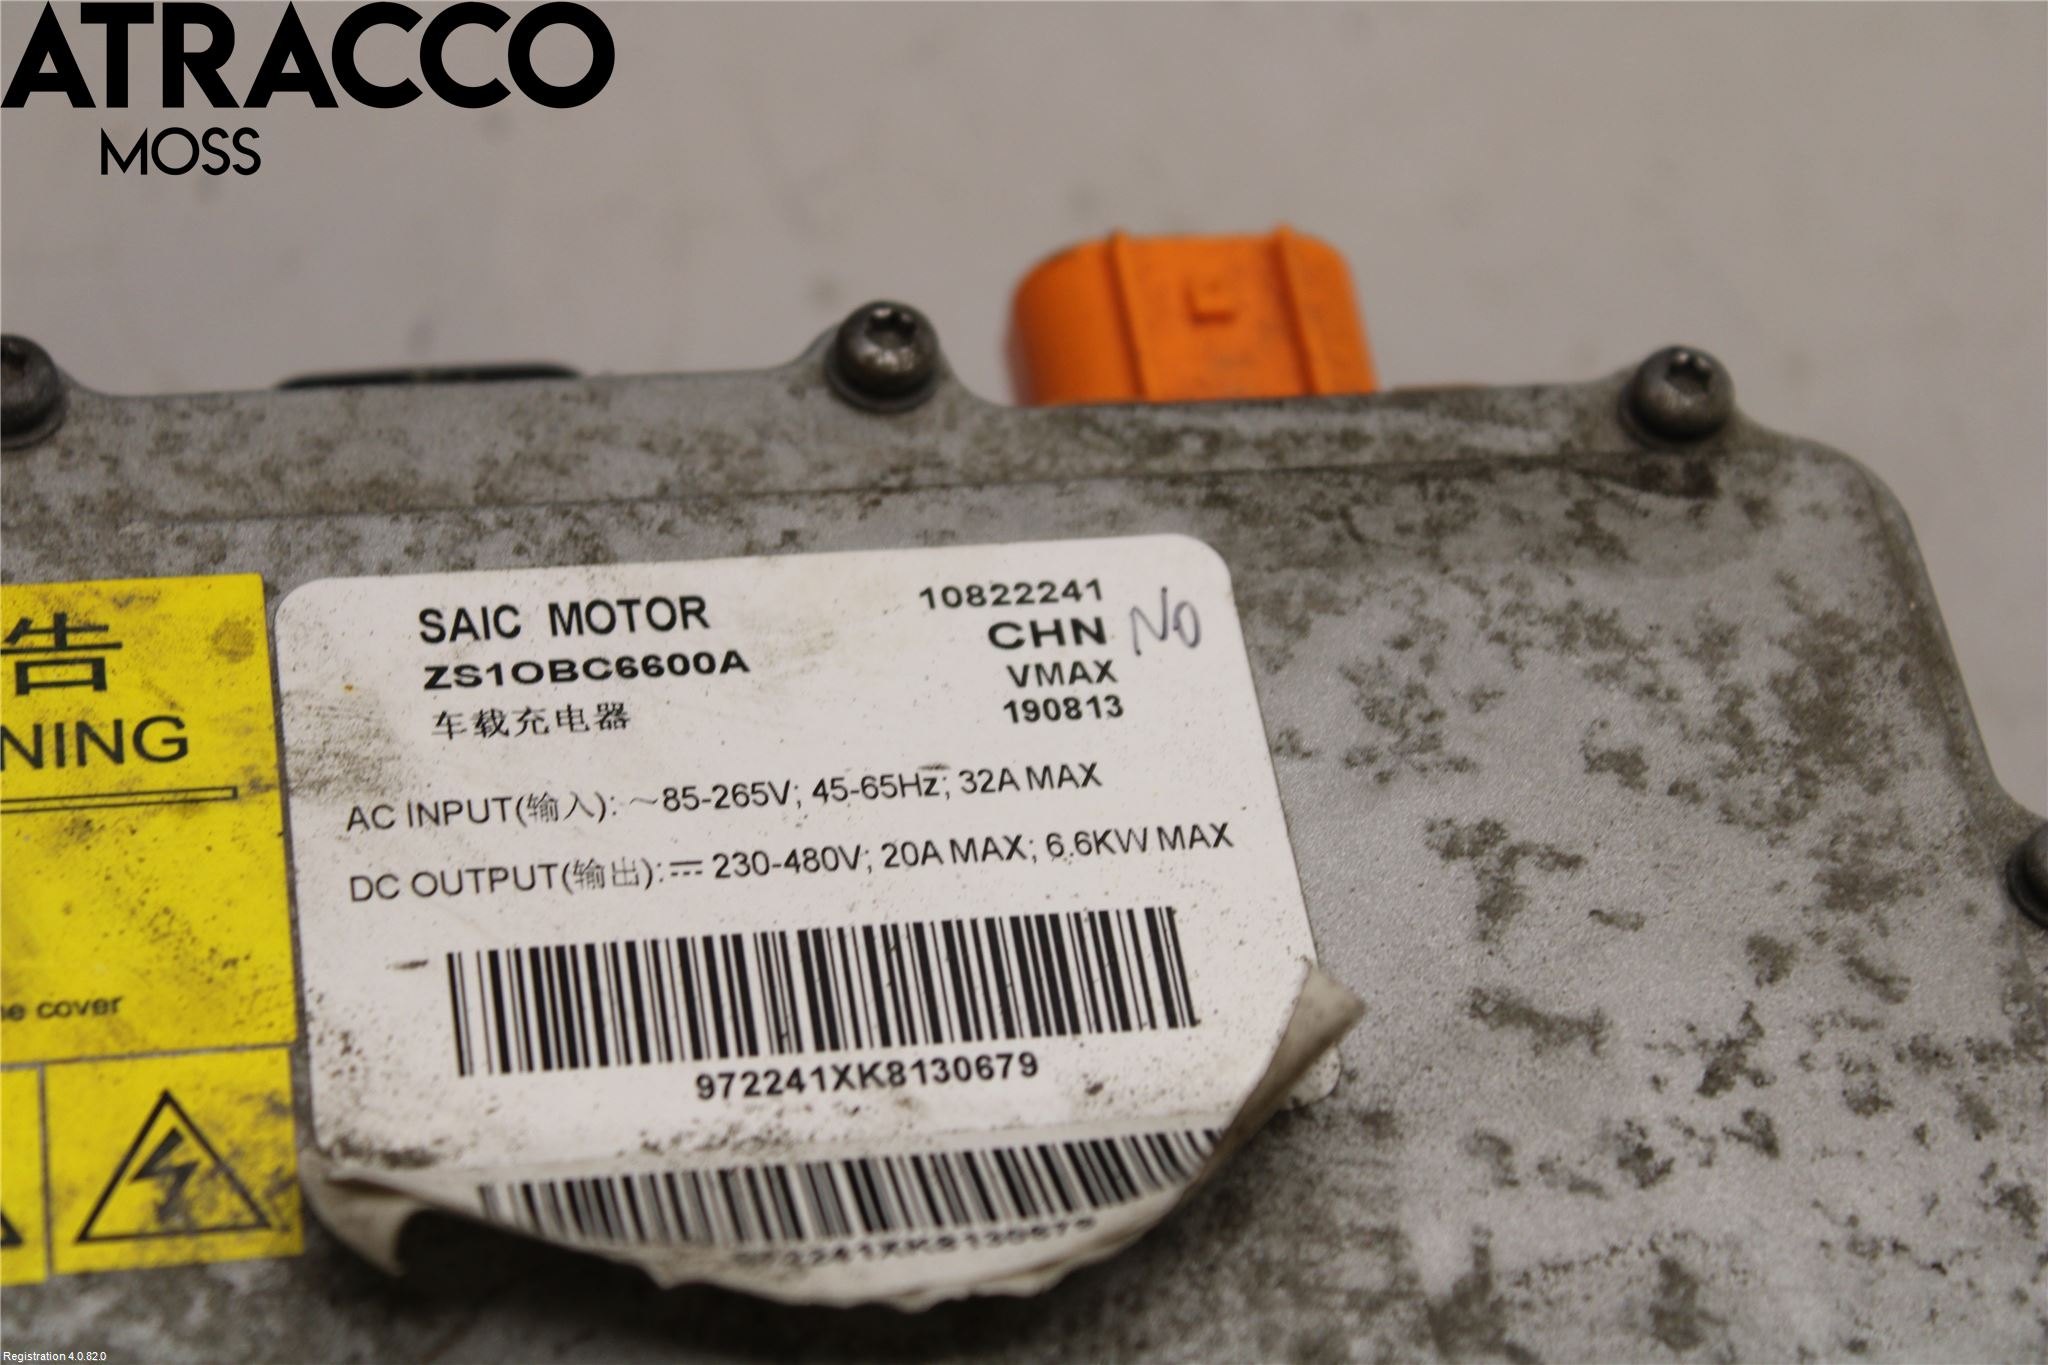 ATRACCO
MOSS
告
NING
ne cover
SAIC MOTOR
ZS1OBC6600A
车载充电器
10822241
CHN NO
VMAX
190813
AC INPUT(输入): ～85-265V; 45-65Hz; 32A MAX
DC OUTPUT(输出):⎓ 230-480V; 20A MAX; 6.6KW MAX
972241XK8130679
2241XK8130679
Registration 4.0.82.0